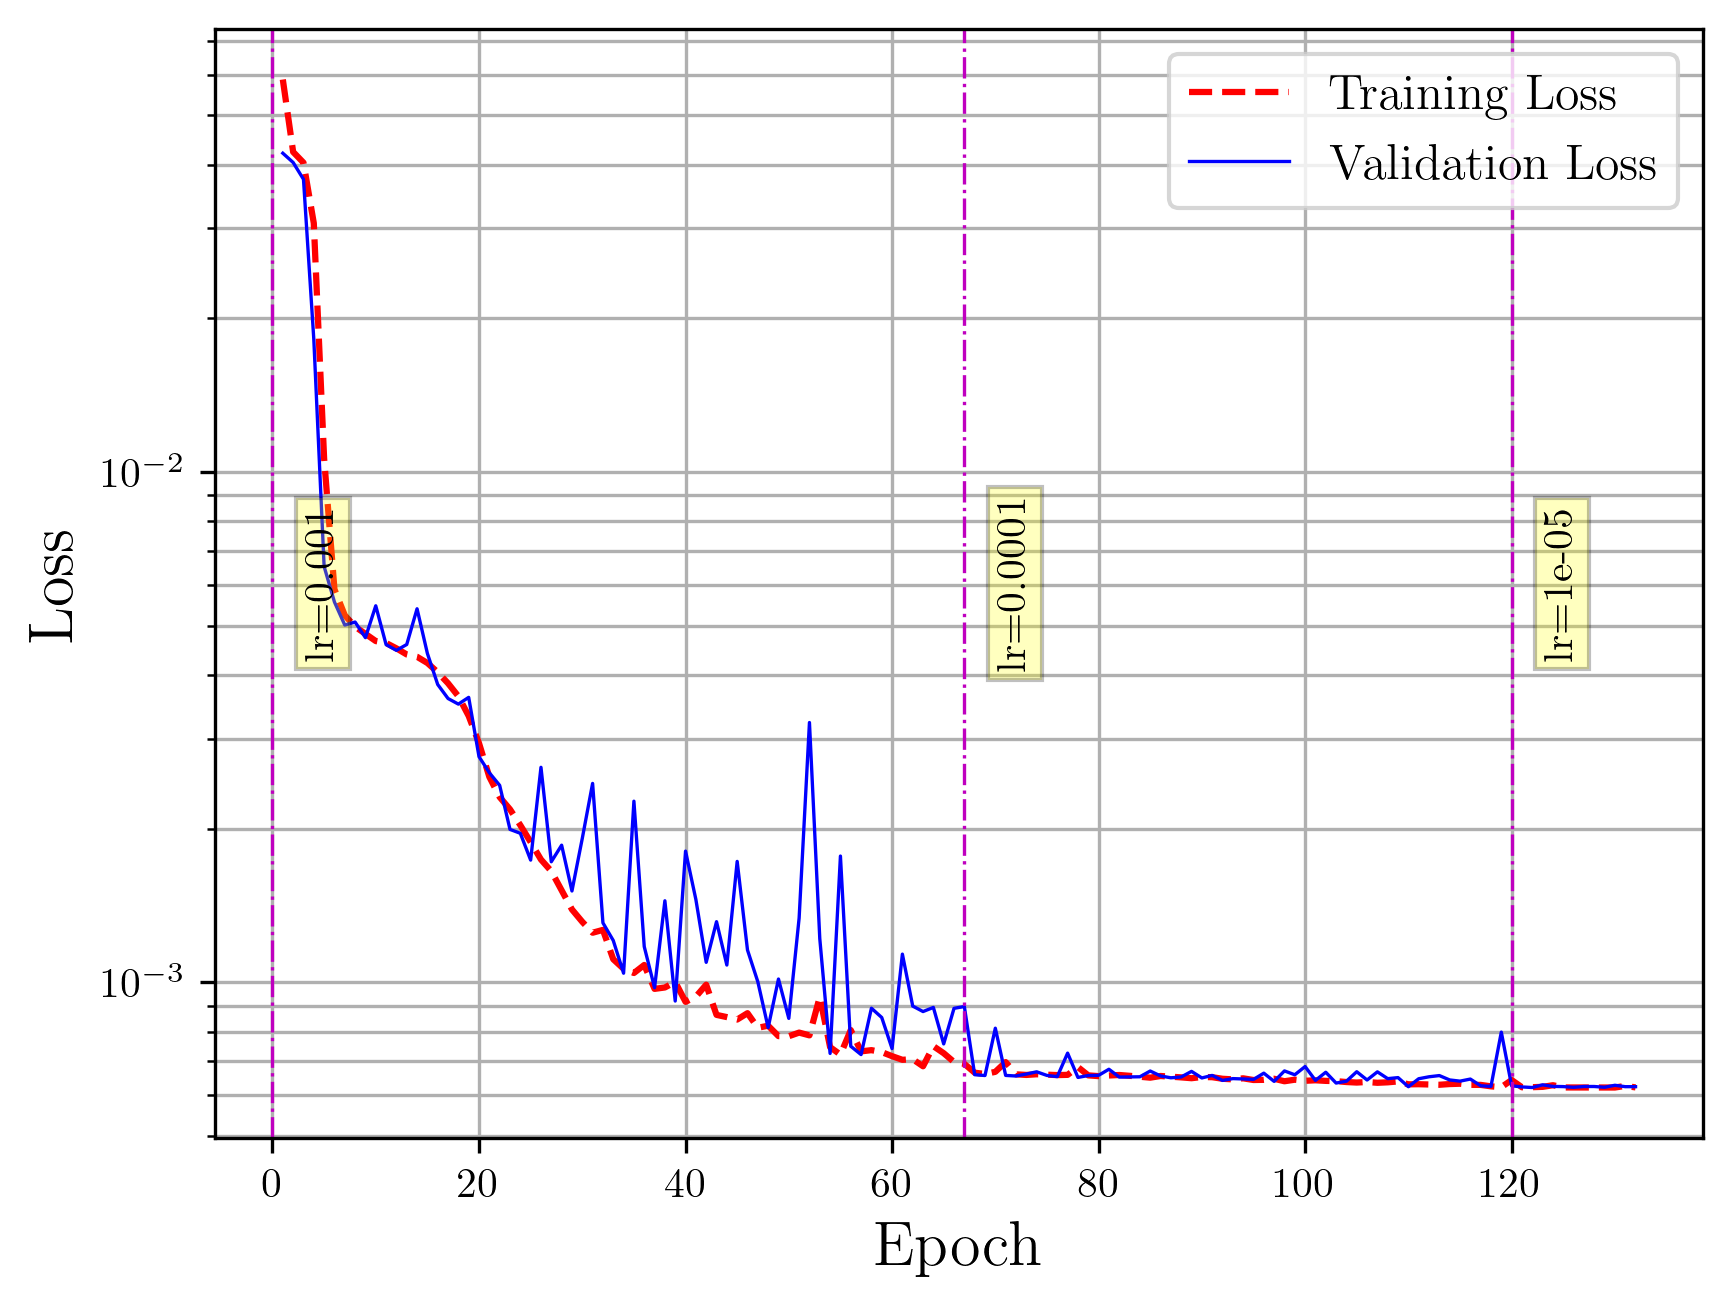 Training Loss
Validation Loss
Loss
10⁻²
10⁻³
lr=0.001
lr=0.0001
lr=1e-05
0 20 40 60 80 100 120
Epoch